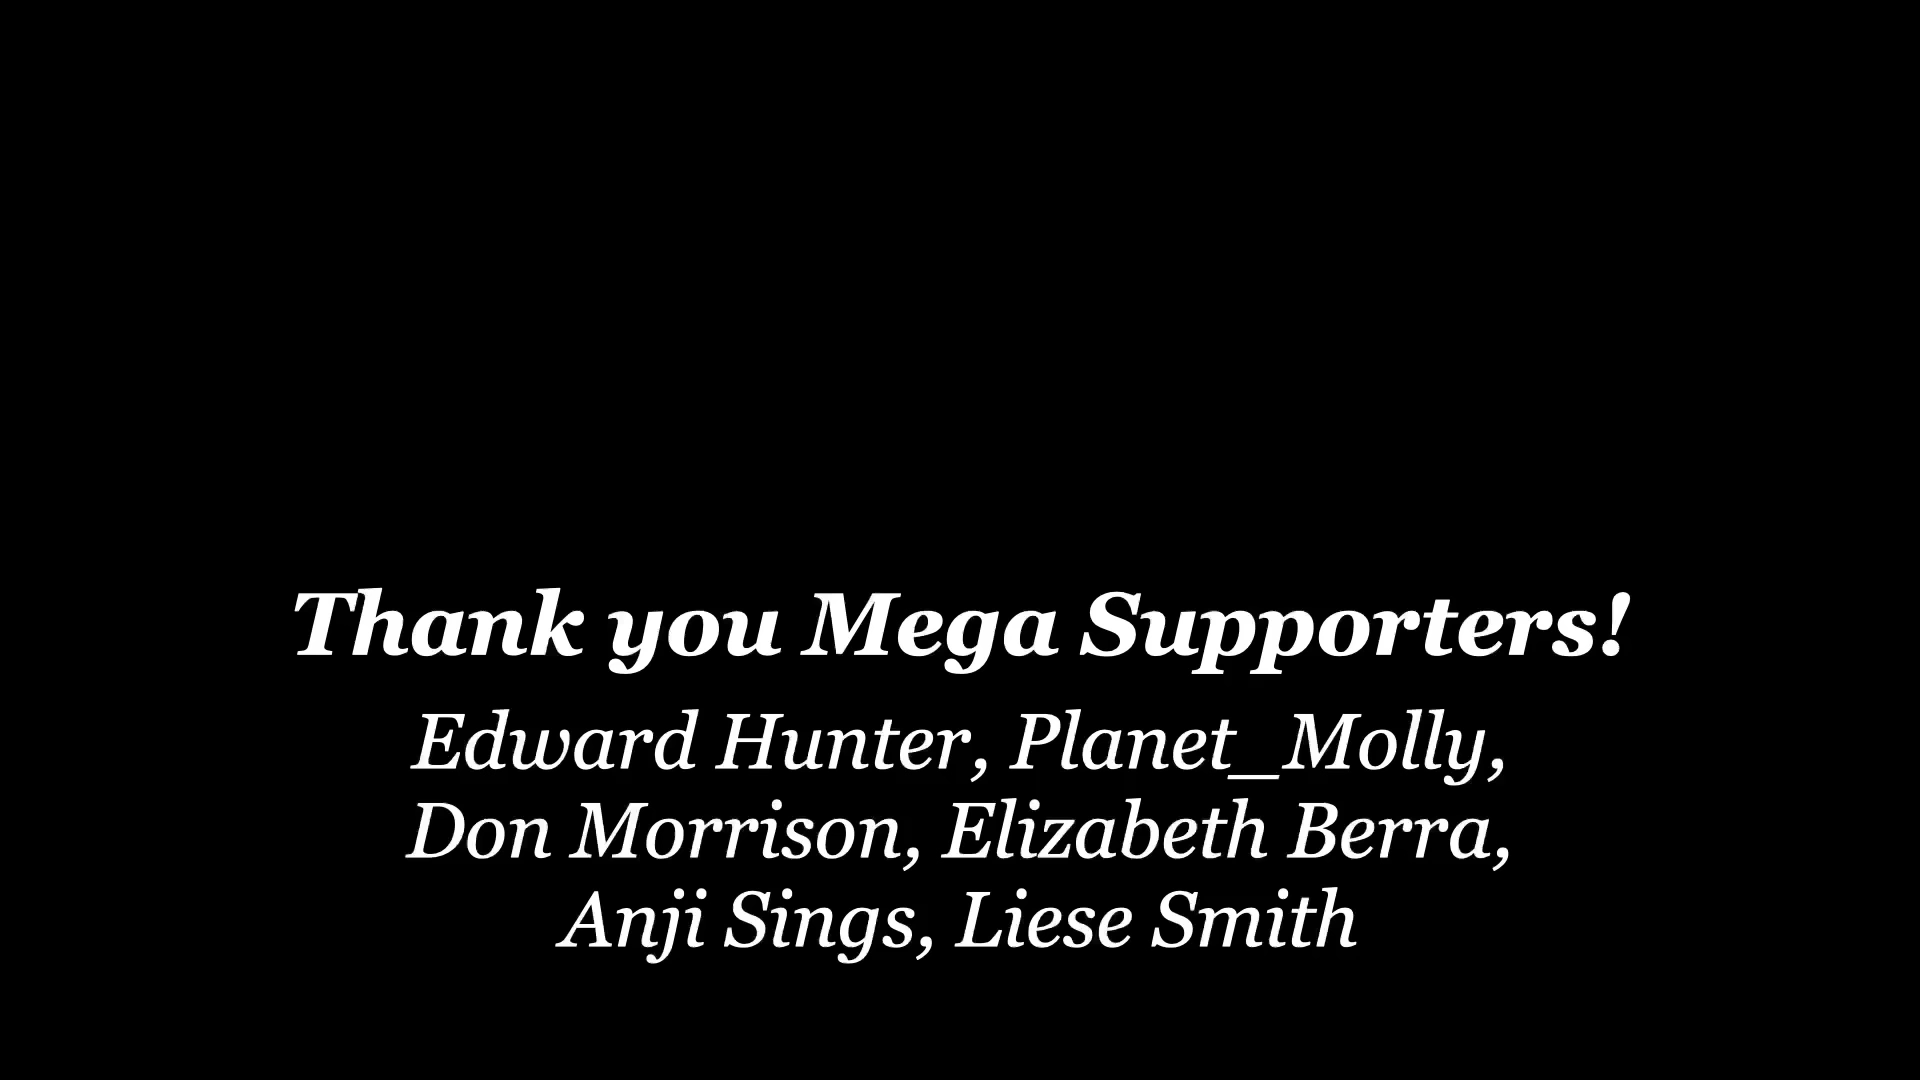 Thank you Mega Supporters!
Edward Hunter, Planet_Molly,
Don Morrison, Elizabeth Berra,
Anji Sings, Liese Smith